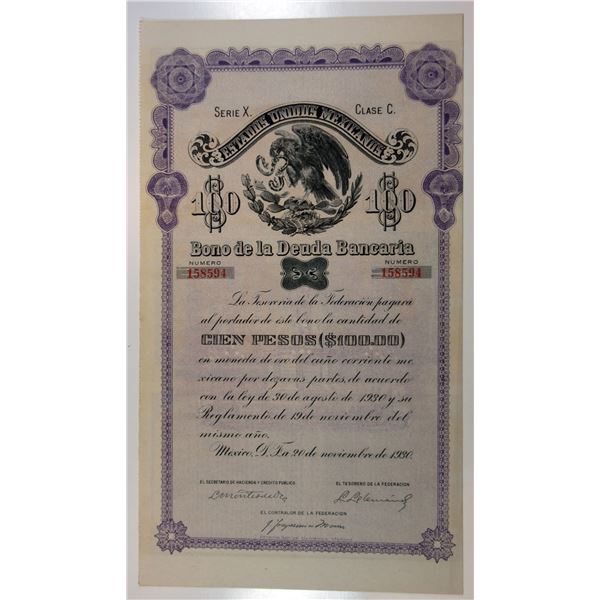 SERIE X. CLASE C.
ESTADOS UNIDOS MEXICANOS
$100 $100
Bono de la Deuda Bancaria
NUMERO NUMERO
158594 158594
La Tesorería de la Federación pagará
al portador de éste bono la cantidad de
CIEN PESOS ($100.00)
en moneda de oro del cuño corriente me
xicano por dozavas partes, de acuerdo
con la ley de 30 de agosto de 1930 y su
Reglamento de 19 de noviembre del
mismo año.
México, D. Fa 20 de noviembre de 1930.
EL SECRETARIO DE HACIENDA Y CREDITO PUBLICO EL TESORERO DE LA FEDERACION
EL CONTRALOR DE LA FEDERACION